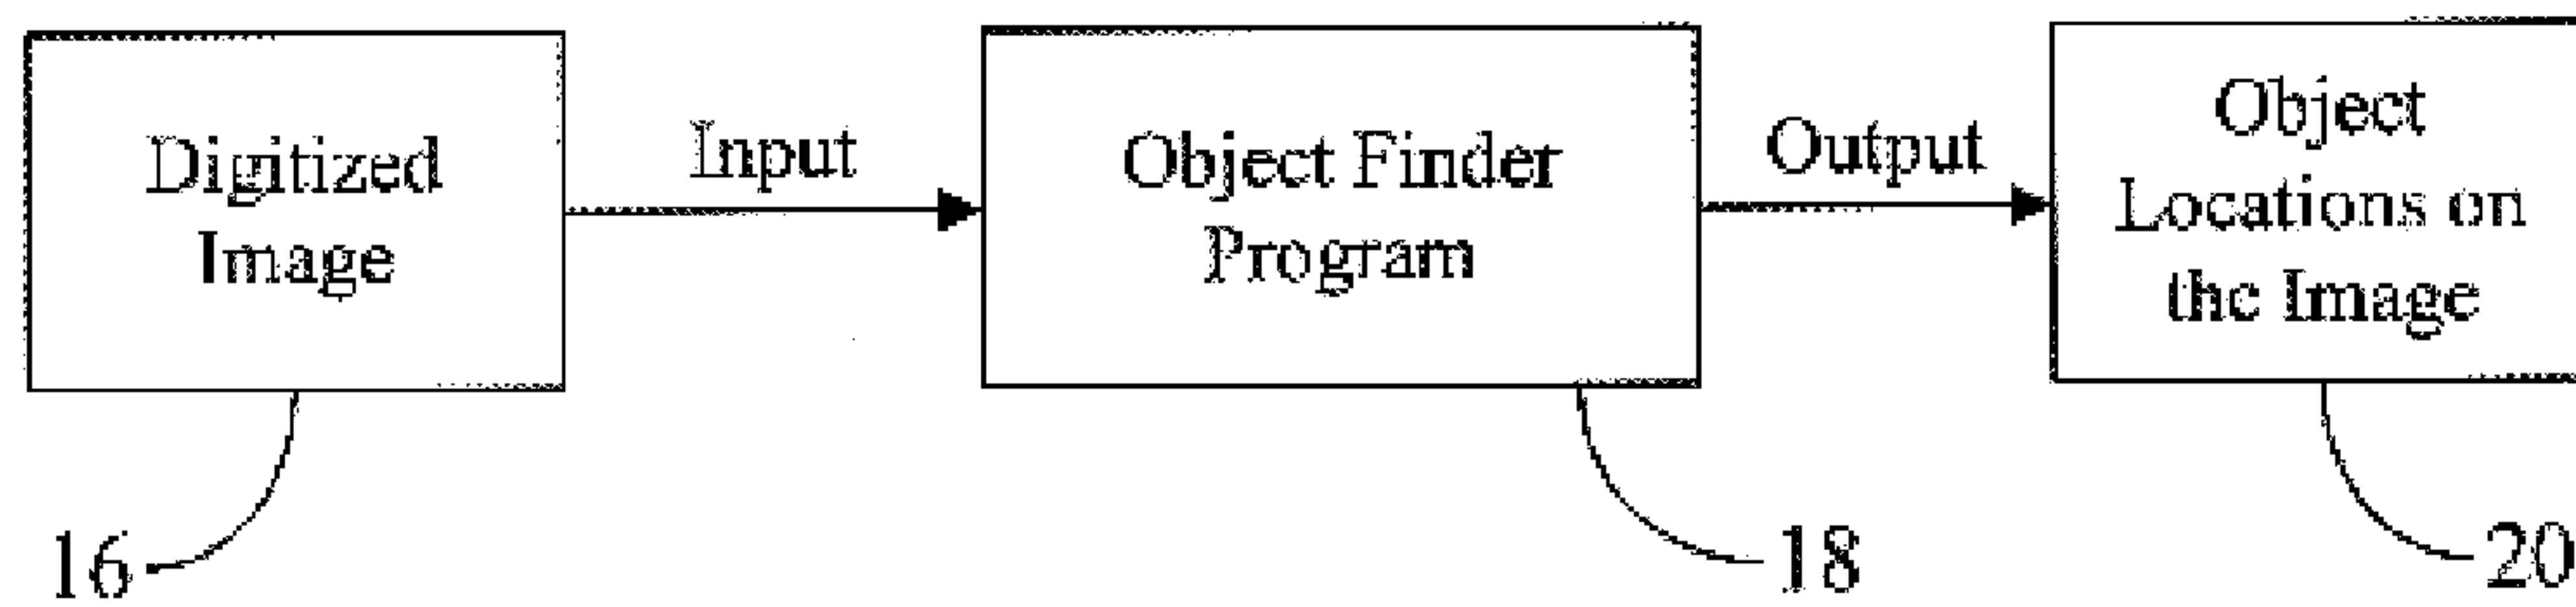 Digitized
Image
Input
Object Finder
Program
Output
Object
Locations on
the Image
16
18
20